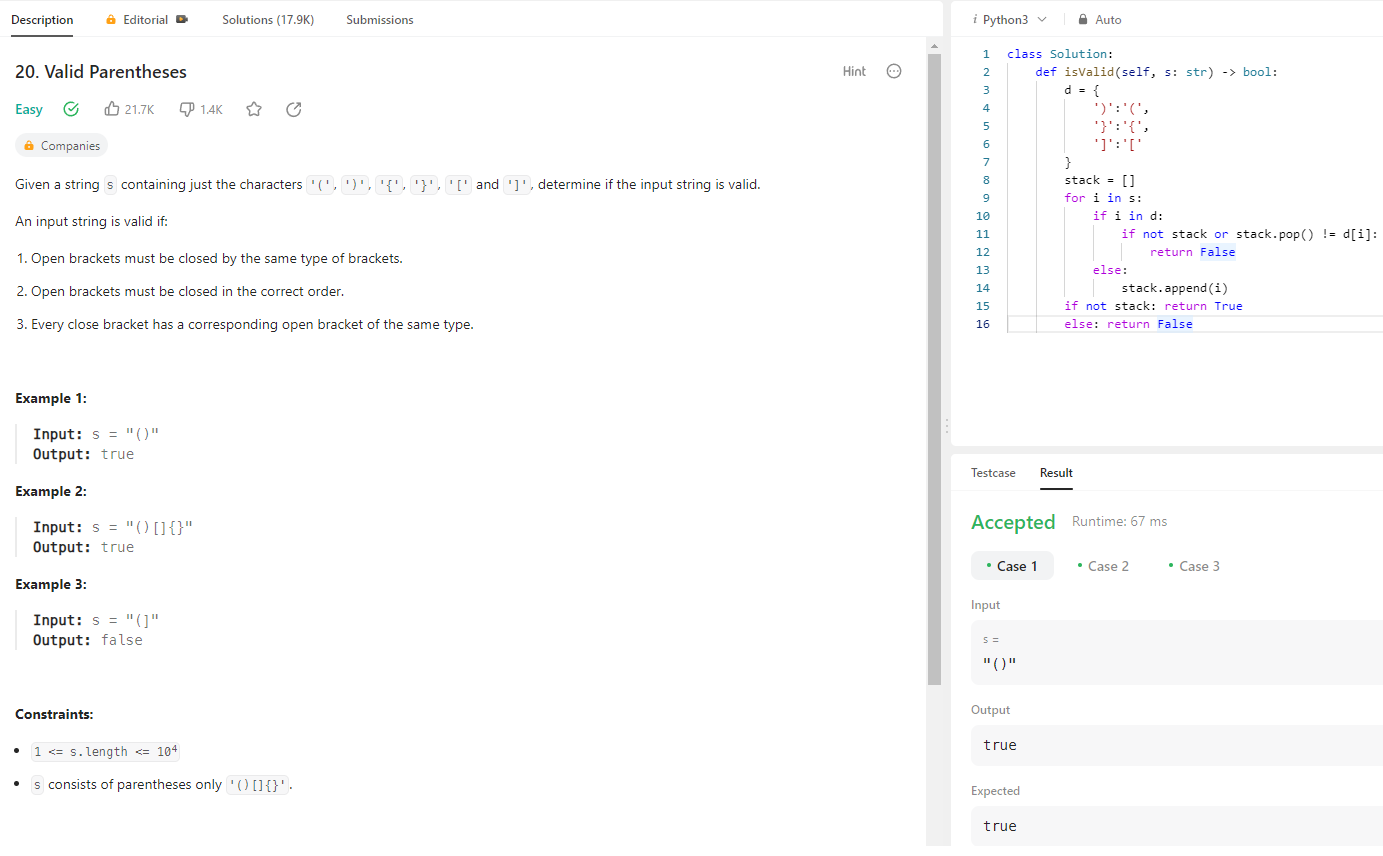 Description Editorial Solutions (17.9K) Submissions
20. Valid Parentheses Hint
Easy 21.7K 1.4K
Companies
Given a string s containing just the characters '(', ')', '{', '}', '[' and ']', determine if the input string is valid.
An input string is valid if:
1. Open brackets must be closed by the same type of brackets.
2. Open brackets must be closed in the correct order.
3. Every close bracket has a corresponding open bracket of the same type.
Example 1:
Input: s = "()"
Output: true
Example 2:
Input: s = "()[]{}"
Output: true
Example 3:
Input: s = "(]"
Output: false
Constraints:
• 1 <= s.length <= 10⁴
• s consists of parentheses only '()[]{}'.
i Python3 Auto
1 class Solution:
2     def isValid(self, s: str) -> bool:
3         d = {
4             ')':'(',
5             '}':'{',
6             ']':'['
7         }
8         stack = []
9         for i in s:
10             if i in d:
11                 if not stack or stack.pop() != d[i]:
12                     return False
13             else:
14                 stack.append(i)
15         if not stack: return True
16         else: return False
Testcase Result
Accepted Runtime: 67 ms
• Case 1 • Case 2 • Case 3
Input
s =
"()"
Output
true
Expected
true